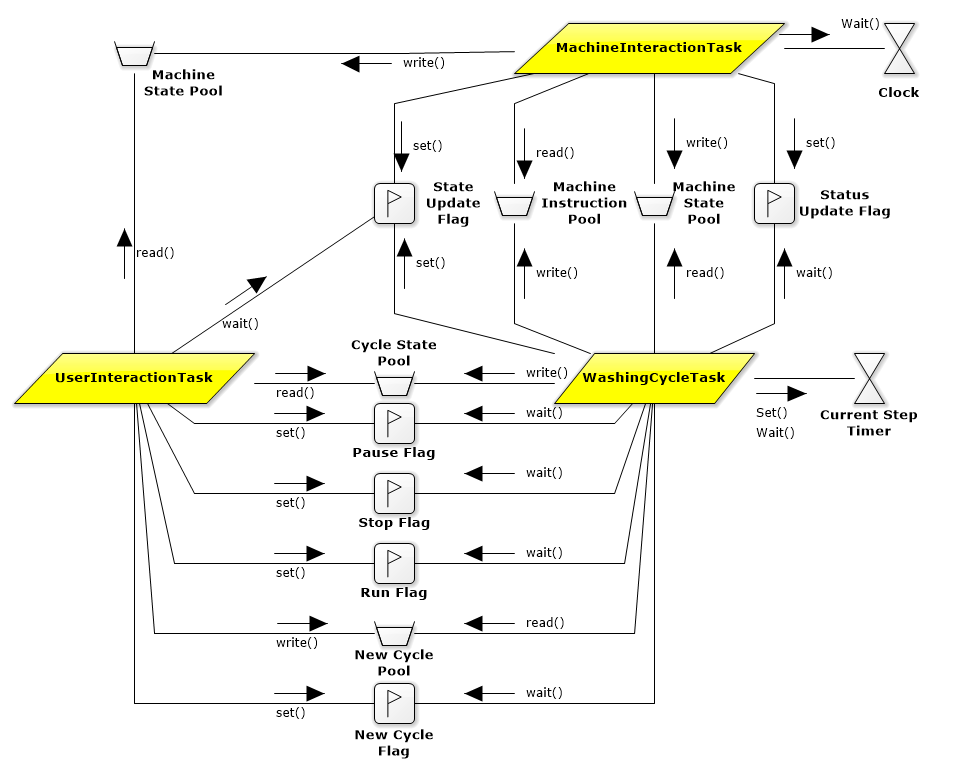 Wait()
MachineInteractionTask
write()
Machine
State Pool
Clock
set()
read()
write()
set()
State
Update
Flag
Machine
Instruction
Pool
Machine
State
Pool
Status
Update Flag
read()
set()
write()
read()
wait()
wait()
Cycle State
Pool
UserInteractionTask
read()
write()
WashingCycleTask
Set()
Wait()
Current Step
Timer
set()
wait()
Pause Flag
set()
wait()
Stop Flag
set()
wait()
Run Flag
write()
read()
New Cycle
Pool
set()
wait()
New Cycle
Flag